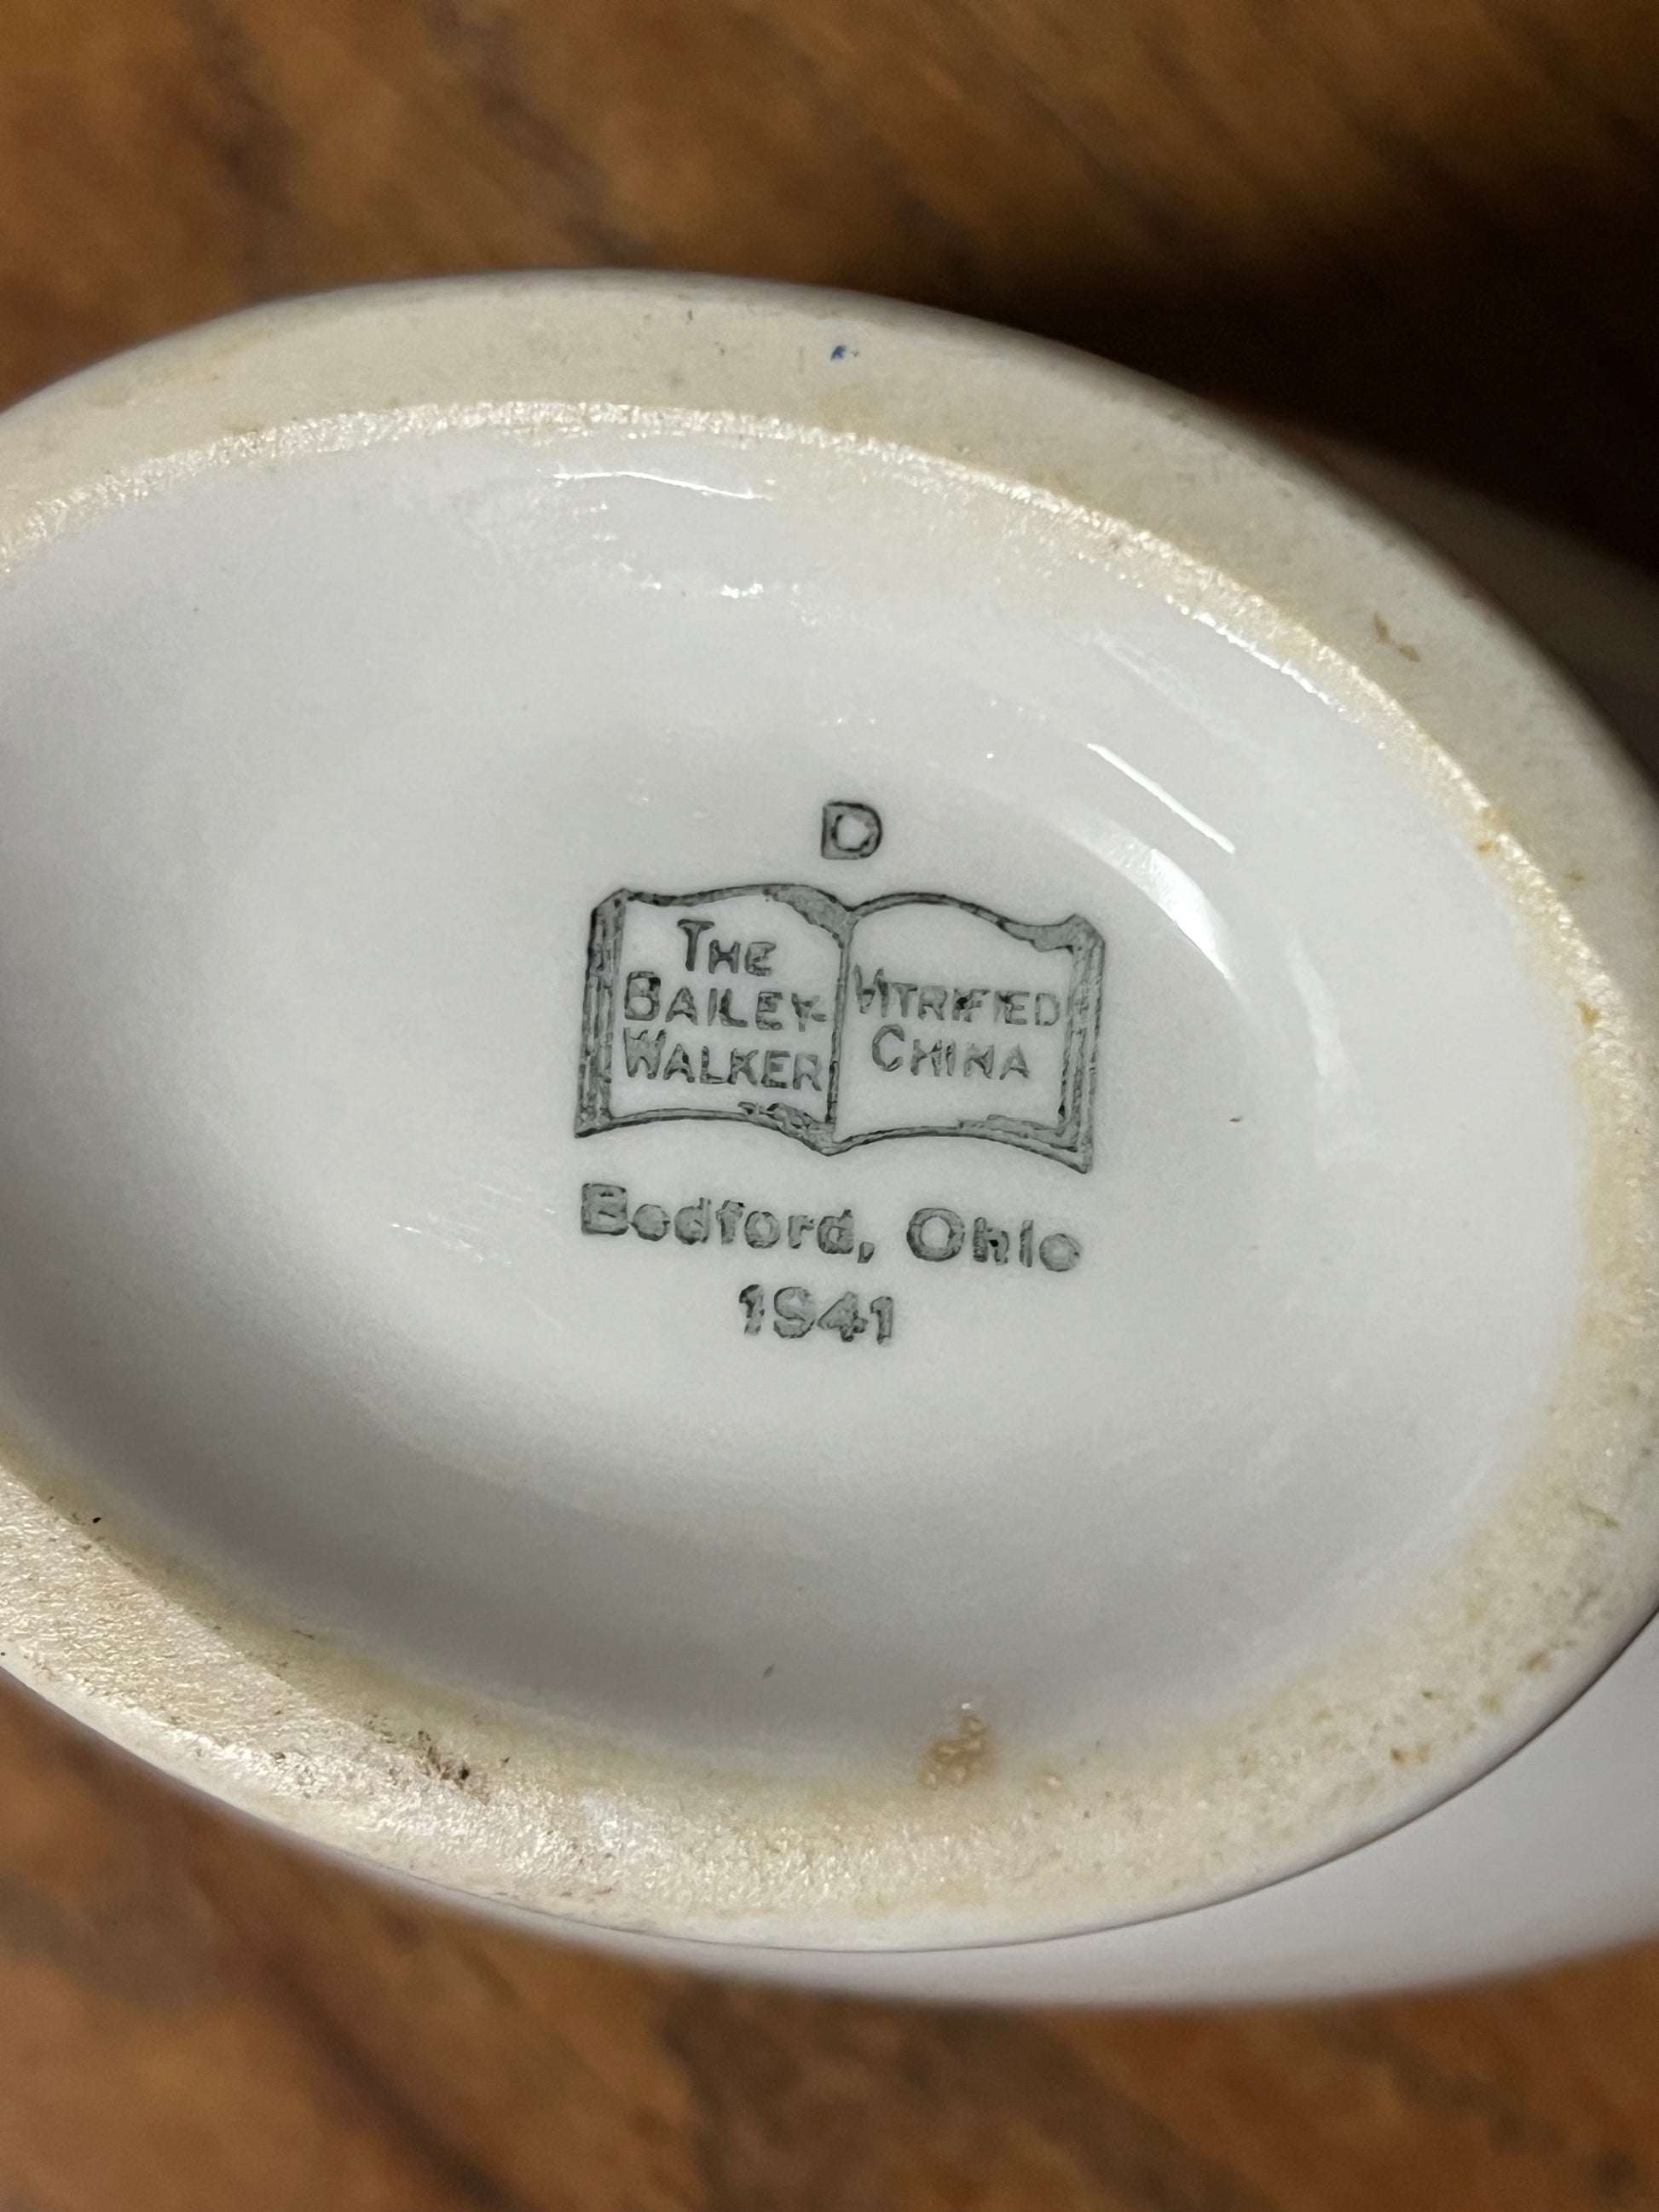 D
THE
BAILEY-
WALKER
VITRIFIED
CHINA
Bedford, Ohio
1941